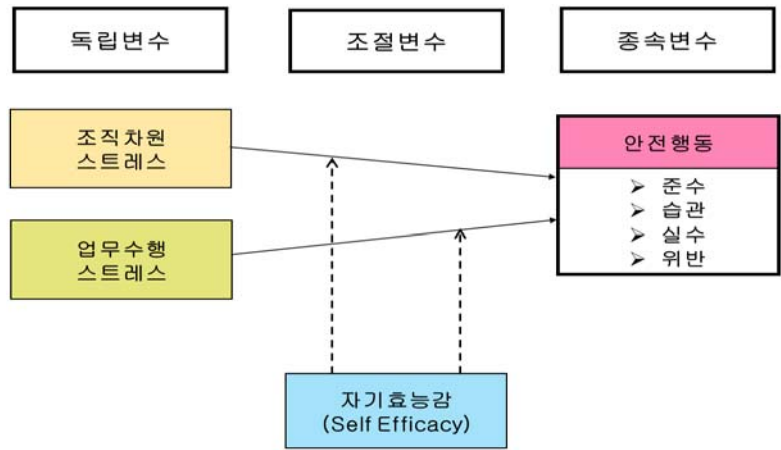 독립변수
조절변수
종속변수
조직차원
스트레스
업무수행
스트레스
안전행동
➢ 준수
➢ 습관
➢ 실수
➢ 위반
자기효능감
(Self Efficacy)